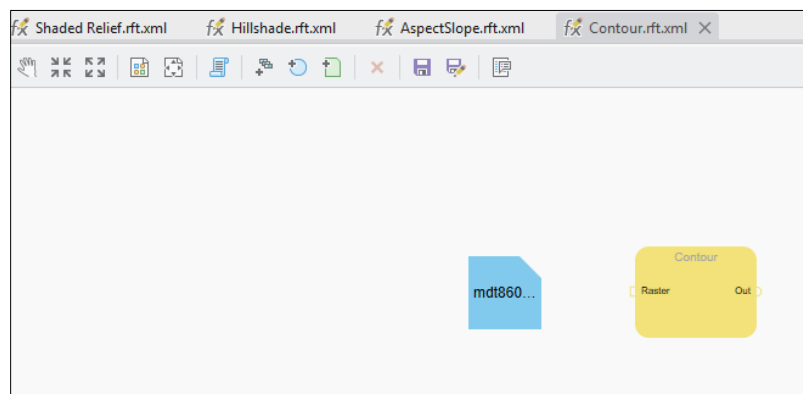 Shaded Relief.rft.xml Hillshade.rft.xml AspectSlope.rft.xml Contour.rft.xml
Contour
mdt860... Raster Out